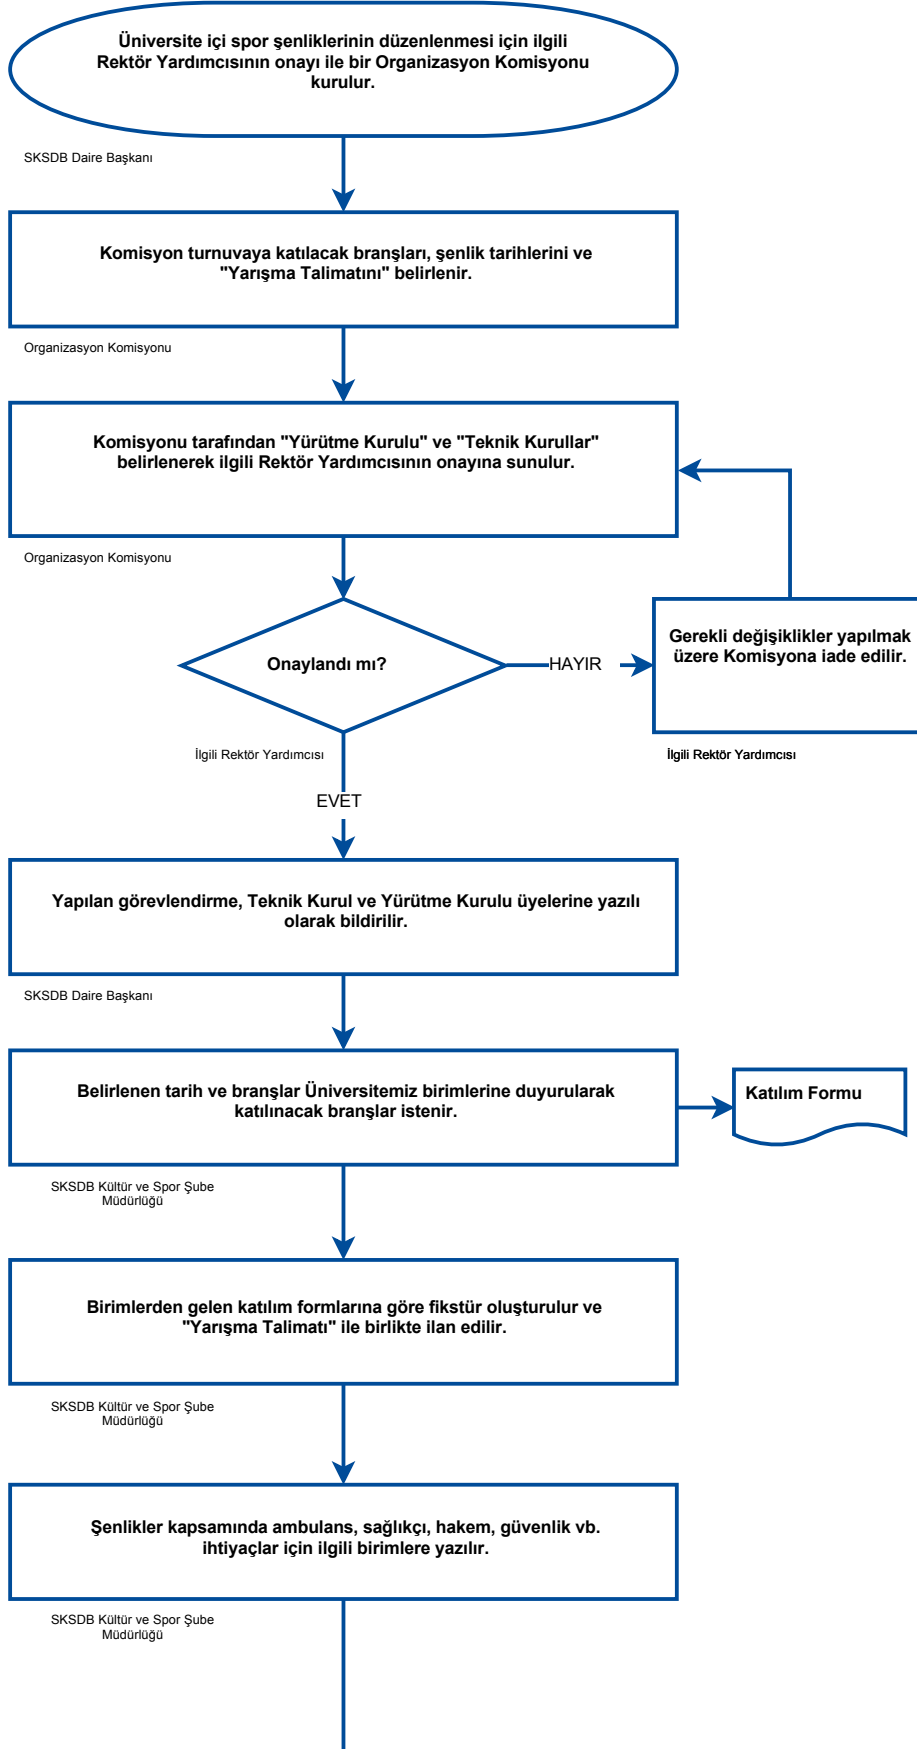 Üniversite içi spor şenliklerinin düzenlenmesi için ilgili
Rektör Yardımcısının onayı ile bir Organizasyon Komisyonu
kurulur.
SKSDB Daire Başkanı
Komisyon turnuvaya katılacak branşları, şenlik tarihlerini ve
"Yarışma Talimatını" belirlenir.
Organizasyon Komisyonu
Komisyonu tarafından "Yürütme Kurulu" ve "Teknik Kurullar"
belirlenerek ilgili Rektör Yardımcısının onayına sunulur.
Organizasyon Komisyonu
Onaylandı mı?
HAYIR
Gerekli değişiklikler yapılmak
üzere Komisyona iade edilir.
İlgili Rektör Yardımcısı
İlgili Rektör Yardımcısı
EVET
Yapılan görevlendirme, Teknik Kurul ve Yürütme Kurulu üyelerine yazılı
olarak bildirilir.
SKSDB Daire Başkanı
Belirlenen tarih ve branşlar Üniversitemiz birimlerine duyurularak
katılınacak branşlar istenir.
Katılım Formu
SKSDB Kültür ve Spor Şube
Müdürlüğü
Birimlerden gelen katılım formlarına göre fikstür oluşturulur ve
"Yarışma Talimatı" ile birlikte ilan edilir.
SKSDB Kültür ve Spor Şube
Müdürlüğü
Şenlikler kapsamında ambulans, sağlıkçı, hakem, güvenlik vb.
ihtiyaçlar için ilgili birimlere yazılır.
SKSDB Kültür ve Spor Şube
Müdürlüğü